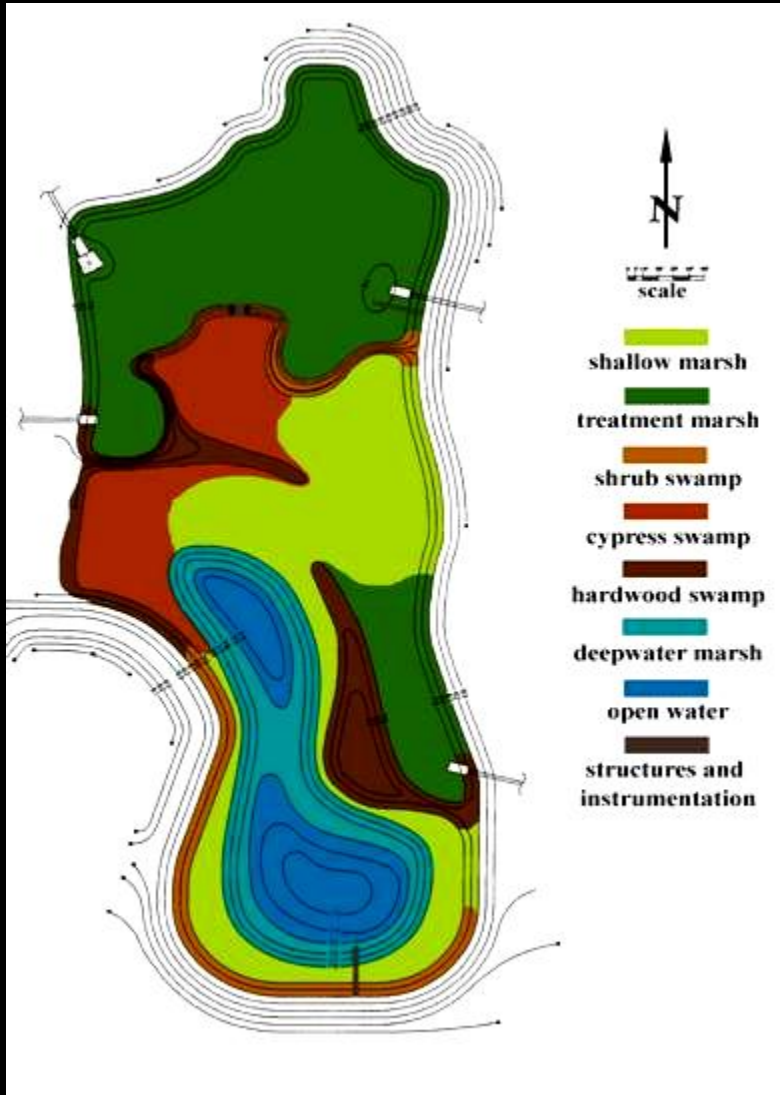 N
scale
shallow marsh
treatment marsh
shrub swamp
cypress swamp
hardwood swamp
deepwater marsh
open water
structures and
instrumentation